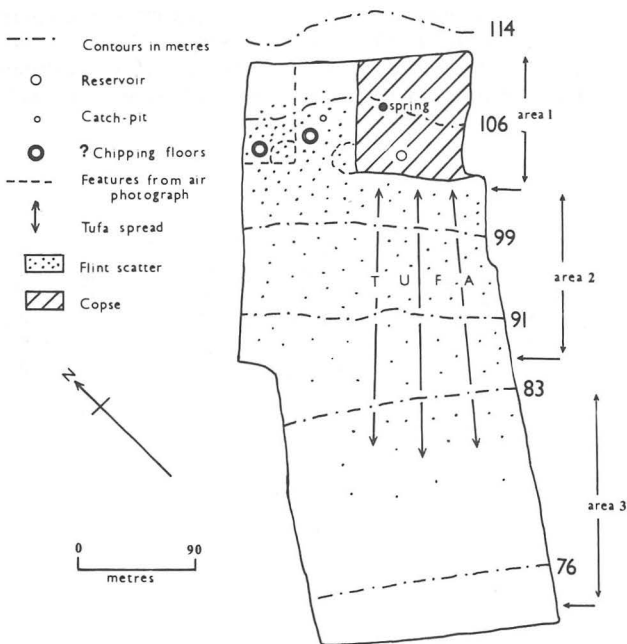 Contours in metres
Reservoir
Catch-pit
? Chipping floors
Features from air
photograph
Tufa spread
Flint scatter
Copse
N
0 90
metres
114
spring
106
area 1
99
T U F A
area 2
91
83
area 3
76